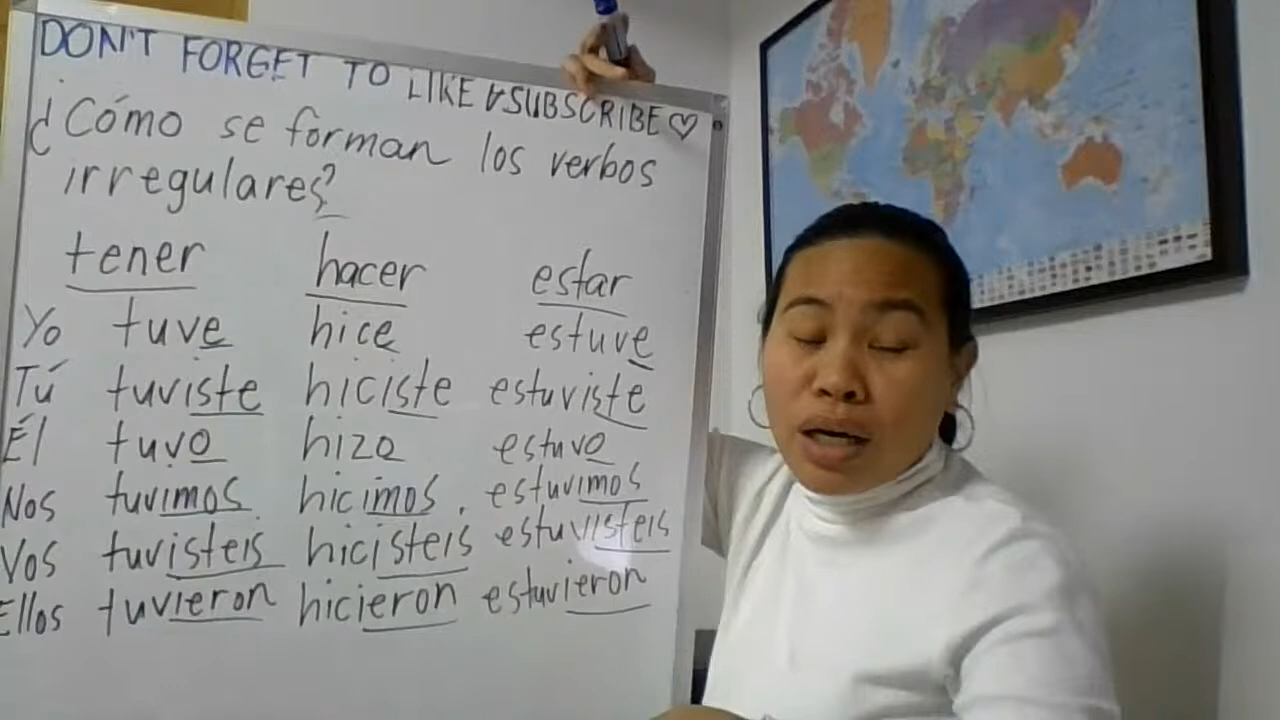 DON'T FORGET TO LIKE & SUBSCRIBE ♡
¿Cómo se forman los verbos
irregulares?
tener hacer estar
Yo tuve hice estuve
Tú tuviste hiciste estuviste
Él tuvo hizo estuvo
Nos tuvimos hicimos. estuvimos
Vos tuvisteis hicisteis estuvisteis
Ellos tuvieron hicieron estuvieron